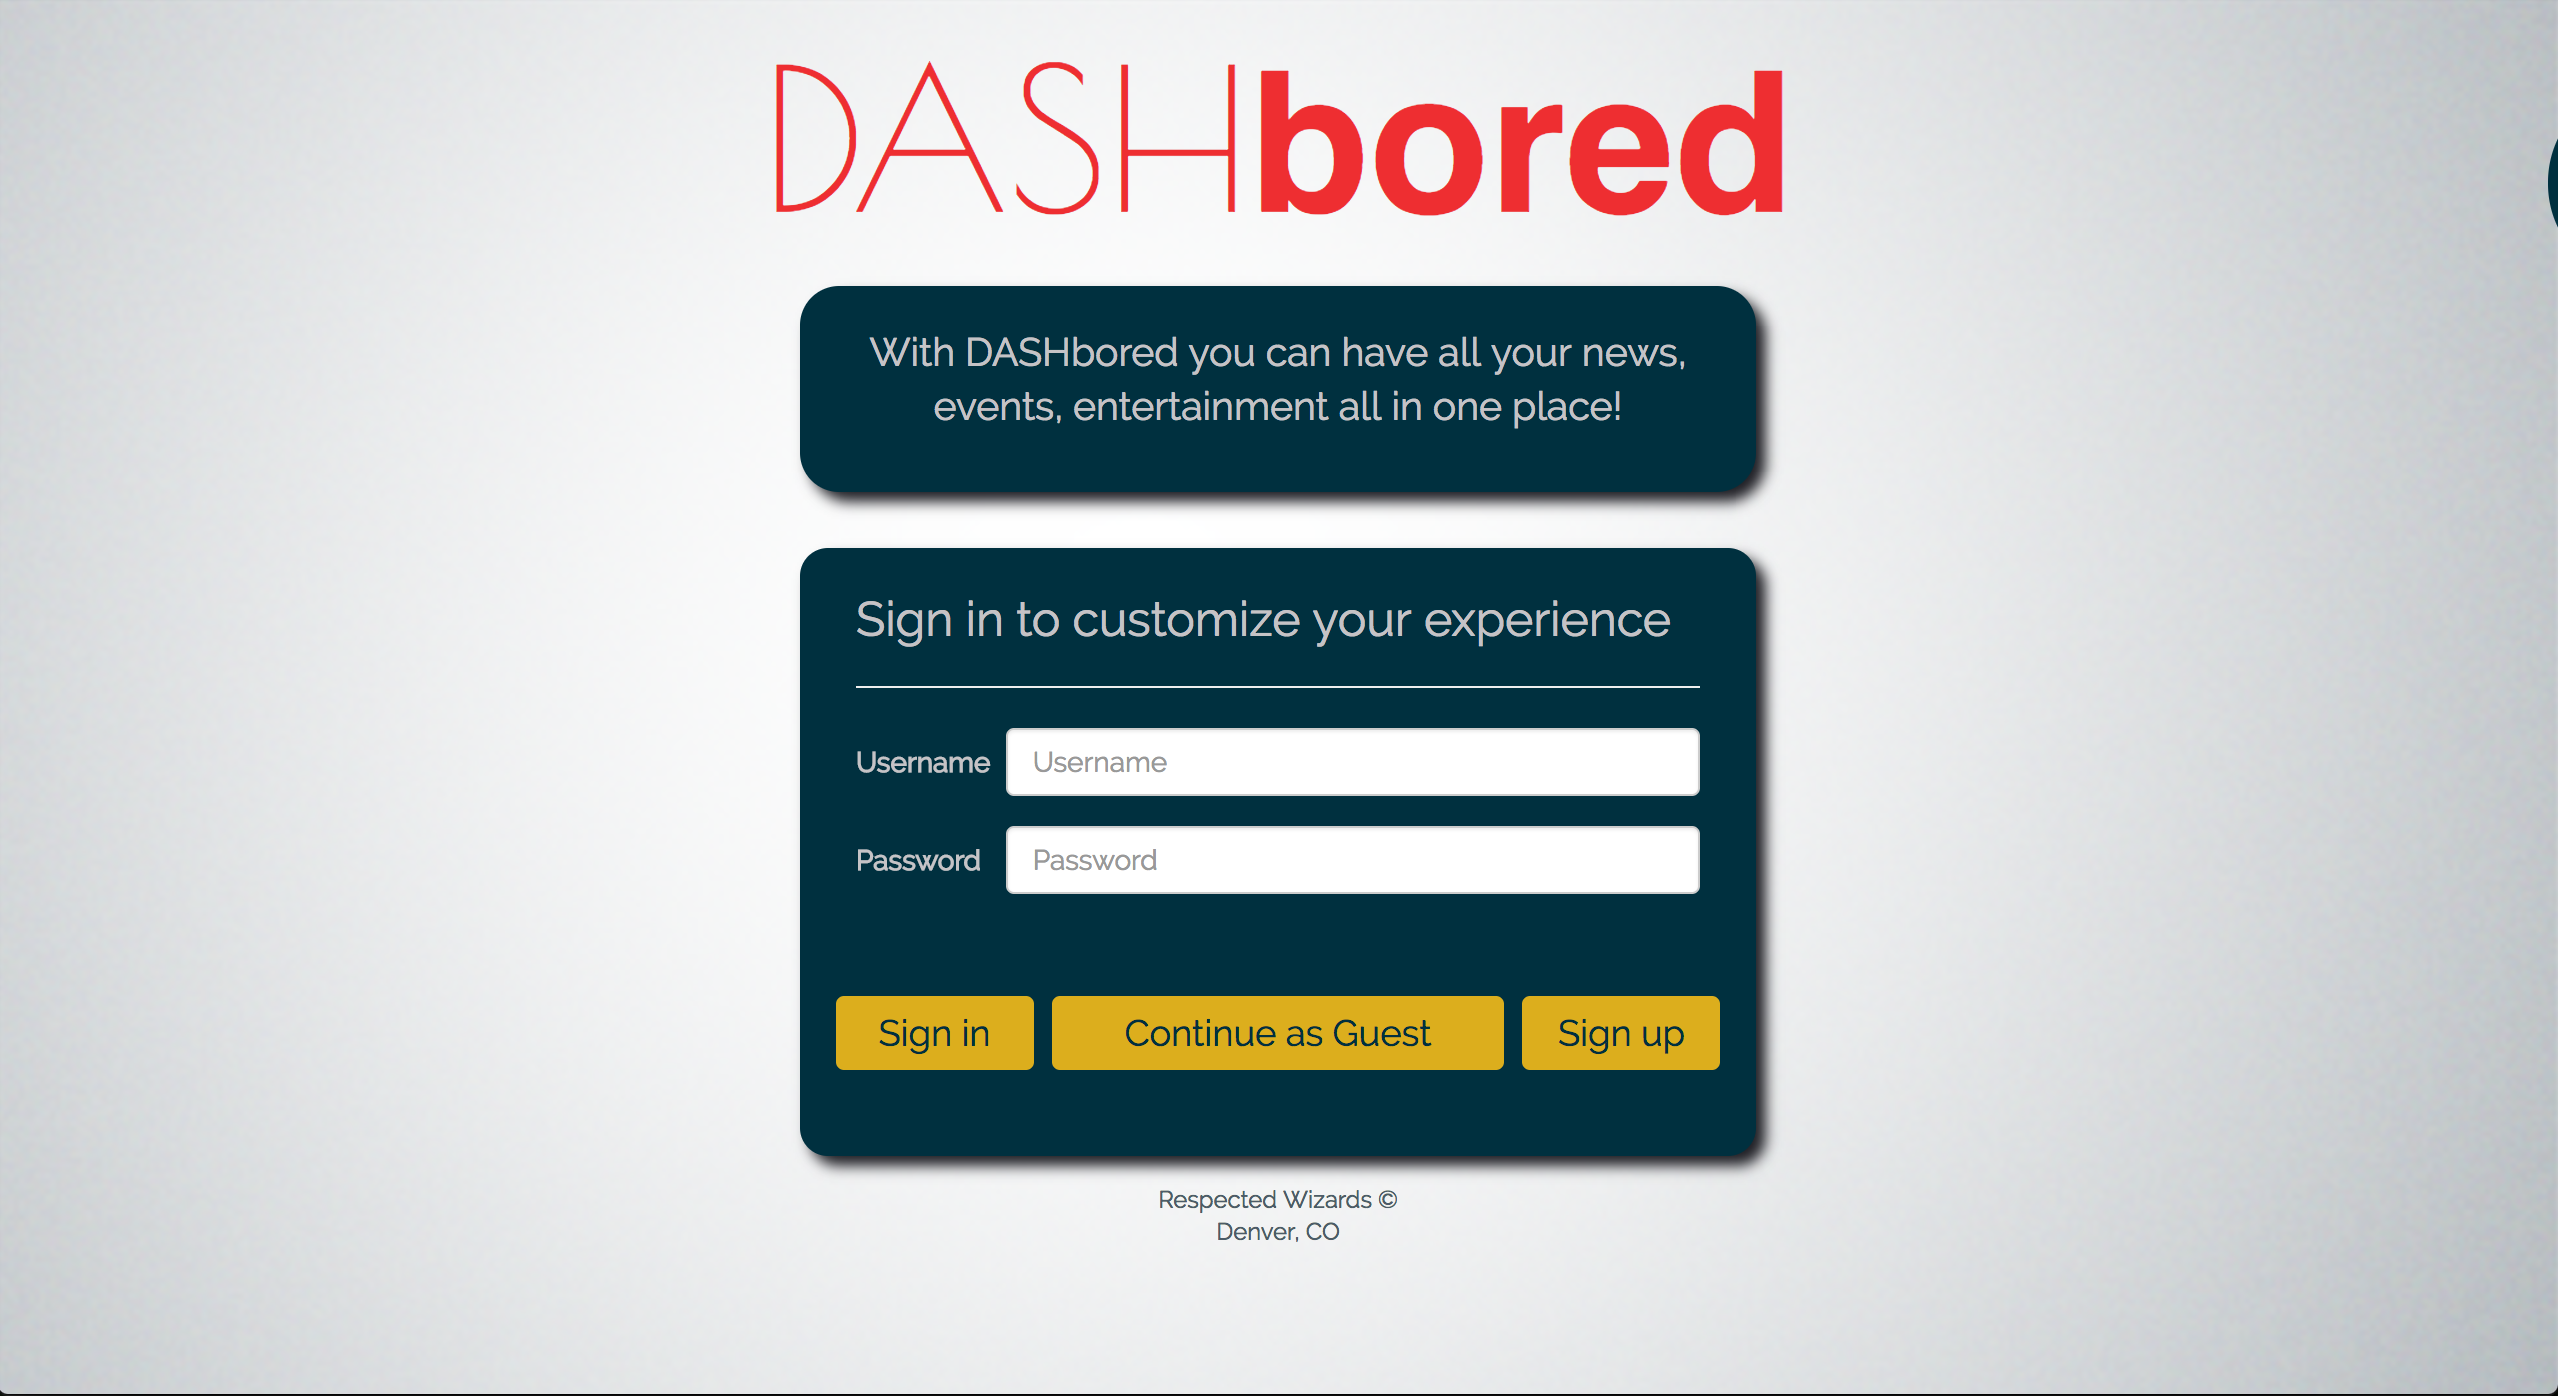 DASHbored
With DASHbored you can have all your news,
events, entertainment all in one place!
Sign in to customize your experience
Username Username
Password Password
Sign in Continue as Guest Sign up
Respected Wizards ©
Denver, CO